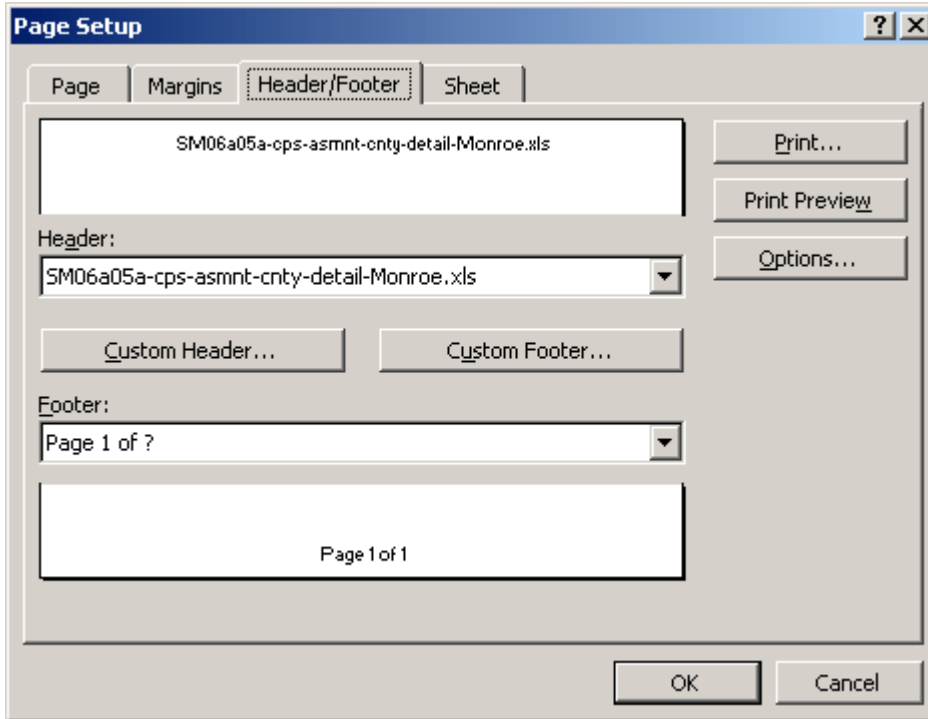 Page Setup
Page Margins Header/Footer Sheet
SM06a05a-cps-asmnt-cnty-detail-Monroe.xls
Print...
Print Preview
Header:
SM06a05a-cps-asmnt-cnty-detail-Monroe.xls
Options...
Custom Header... Custom Footer...
Footer:
Page 1 of ?
Page 1 of 1
OK Cancel